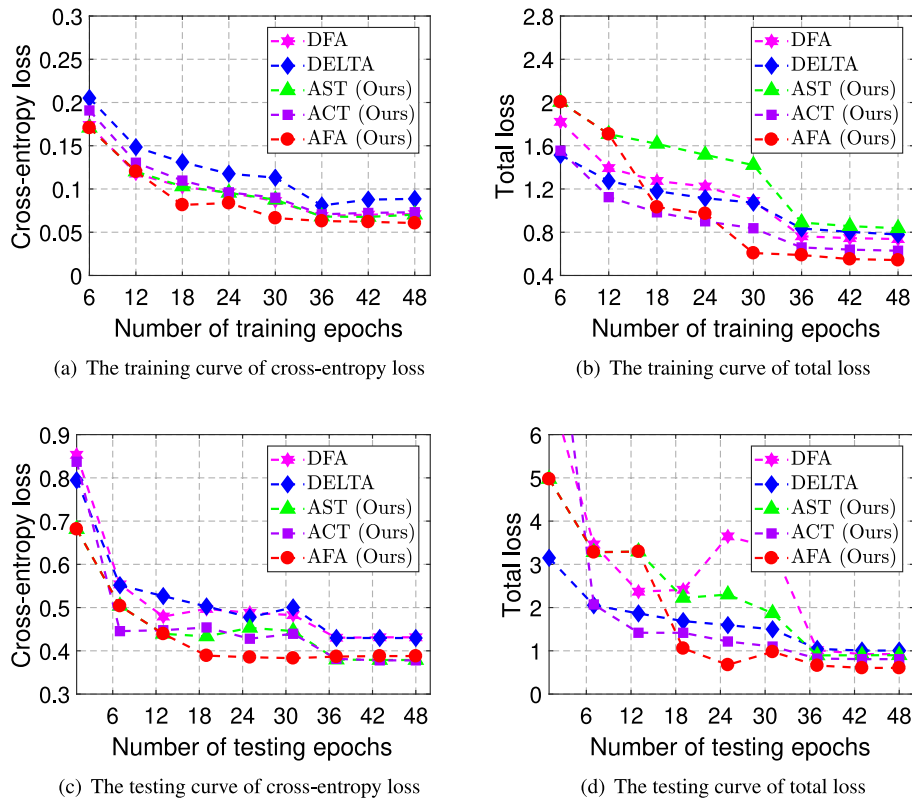 0.3
0.25
0.2
0.15
0.1
0.05
0
Cross-entropy loss
DFA
DELTA
AST (Ours)
ACT (Ours)
AFA (Ours)
6 12 18 24 30 36 42 48
Number of training epochs
(a) The training curve of cross-entropy loss
2.8
2.4
2
1.6
1.2
0.8
0.4
Total loss
DFA
DELTA
AST (Ours)
ACT (Ours)
AFA (Ours)
6 12 18 24 30 36 42 48
Number of training epochs
(b) The training curve of total loss
0.9
0.8
0.7
0.6
0.5
0.4
0.3
Cross-entropy loss
DFA
DELTA
AST (Ours)
ACT (Ours)
AFA (Ours)
6 12 18 24 30 36 42 48
Number of testing epochs
(c) The testing curve of cross-entropy loss
6
5
4
3
2
1
0
Total loss
DFA
DELTA
AST (Ours)
ACT (Ours)
AFA (Ours)
6 12 18 24 30 36 42 48
Number of testing epochs
(d) The testing curve of total loss